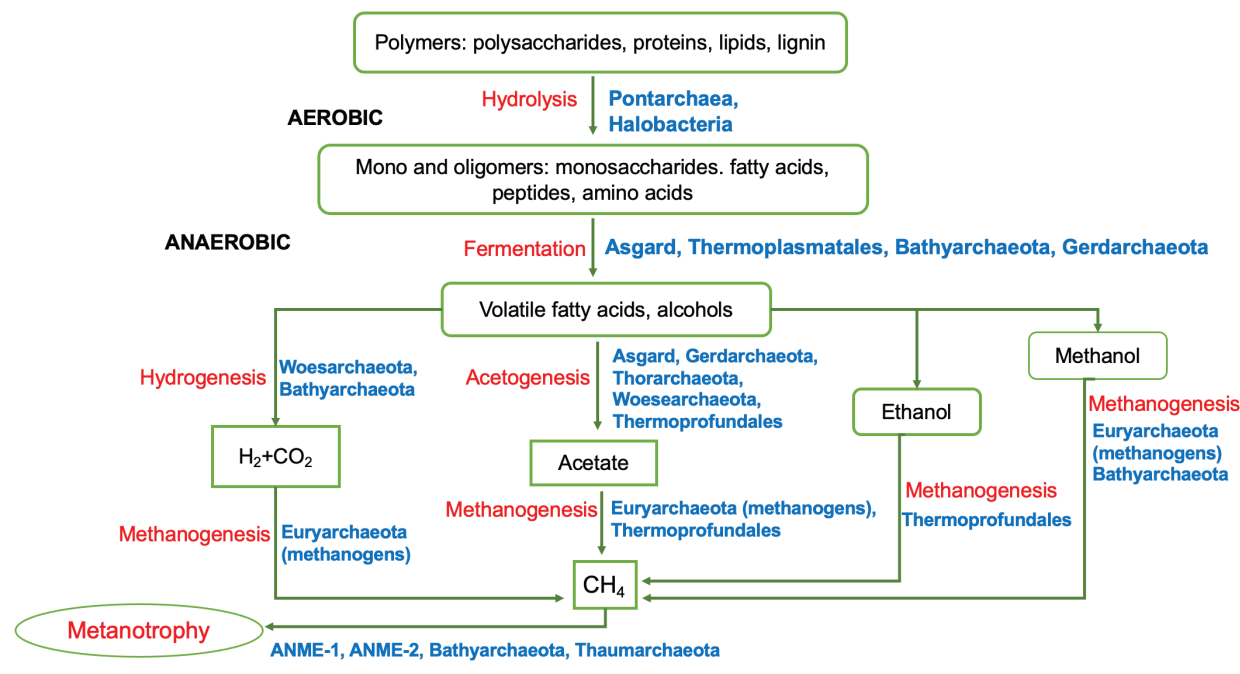 Polymers: polysaccharides, proteins, lipids, lignin
Hydrolysis
Pontarchaea,
Halobacteria
AEROBIC
Mono and oligomers: monosaccharides. fatty acids,
peptides, amino acids
ANAEROBIC
Fermentation
Asgard, Thermoplasmatales, Bathyarchaeota, Gerdarchaeota
Volatile fatty acids, alcohols
Hydrogenesis
Woesarchaeota,
Bathyarchaeota
Acetogenesis
Asgard, Gerdarchaeota,
Thorarchaeota,
Woesearchaeota,
Thermoprofundales
Methanol
Ethanol
Methanogenesis
Euryarchaeota
(methanogens)
Bathyarchaeota
H₂+CO₂
Acetate
Methanogenesis
Thermoprofundales
Methanogenesis
Euryarchaeota (methanogens),
Thermoprofundales
Methanogenesis
Euryarchaeota
(methanogens)
CH₄
Metanotrophy
ANME-1, ANME-2, Bathyarchaeota, Thaumarchaeota